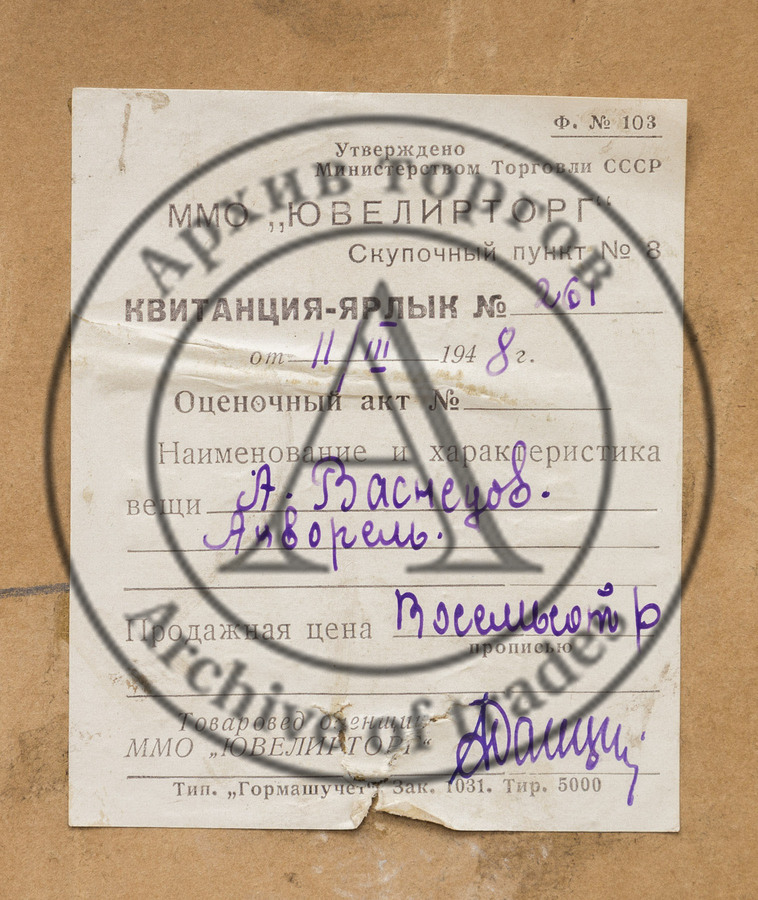 Ф. № 103
Утверждено
Министерством Торговли СССР
ММО „ЮВЕЛИРТОРГ“
Скупочный пункт № 8
КВИТАНЦИЯ-ЯРЛЫК № 261
от 11/III 1948 г.
Оценочный акт №
Наименование и характеристика
вещи А. Васнецов.
Акворель.
Продажная цена Восемьсот р
прописью
Товаровед оценщик
ММО „ЮВЕЛИРТОРГ“
Тип. „Гормашучет“ Зак. 1031. Тир. 5000
Архив торгов
А
Archive of trades